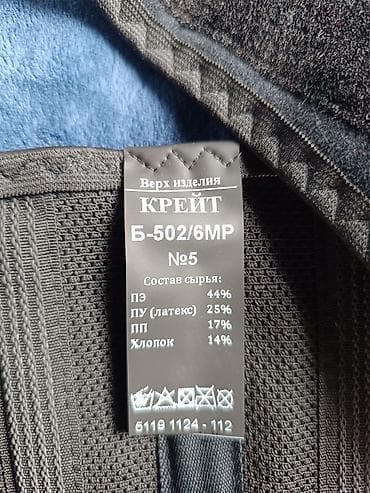 Верх изделия
КРЕЙТ
Б-502/6МР
№5
Состав сырья:
ПЭ 44%
ПУ (латекс) 25%
ПП 17%
Хлопок 14%
6119 1124 - 112